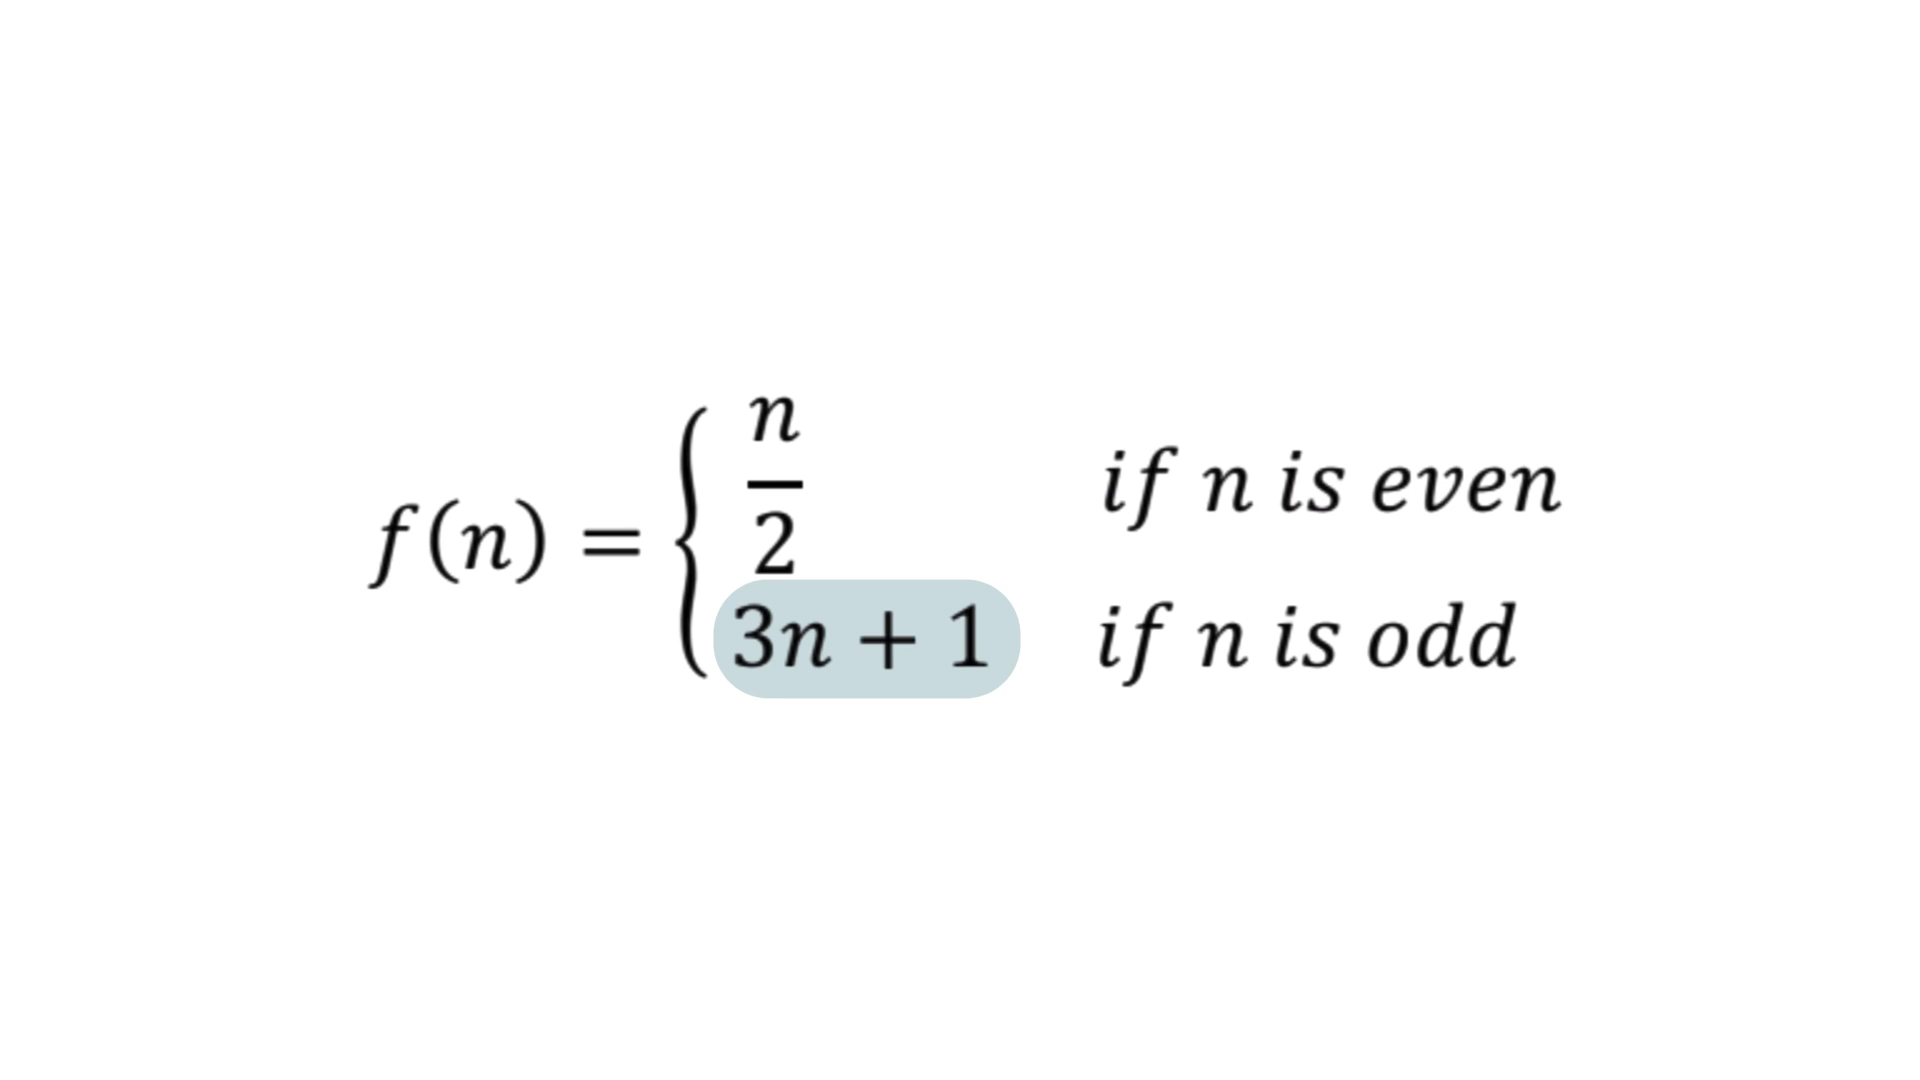 f(n) = { n/2 if n is even
3n + 1 if n is odd